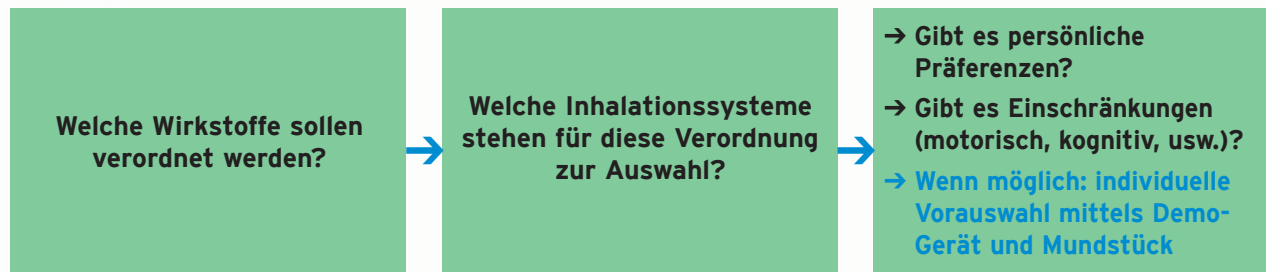 Welche Wirkstoffe sollen
verordnet werden?
➔
Welche Inhalationssysteme
stehen für diese Verordnung
zur Auswahl?
➔
➔ Gibt es persönliche
Präferenzen?
➔ Gibt es Einschränkungen
(motorisch, kognitiv, usw.)?
➔ Wenn möglich: individuelle
Vorauswahl mittels Demo-
Gerät und Mundstück